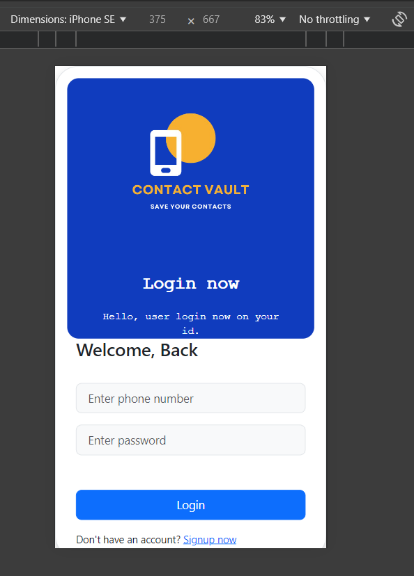 Dimensions: iPhone SE ▼ 375 × 667 83% ▼ No throttling ▼
CONTACT VAULT
SAVE YOUR CONTACTS
Login now
Hello, user login now on your
id.
Welcome, Back
Enter phone number
Enter password
Login
Don't have an account? Signup now